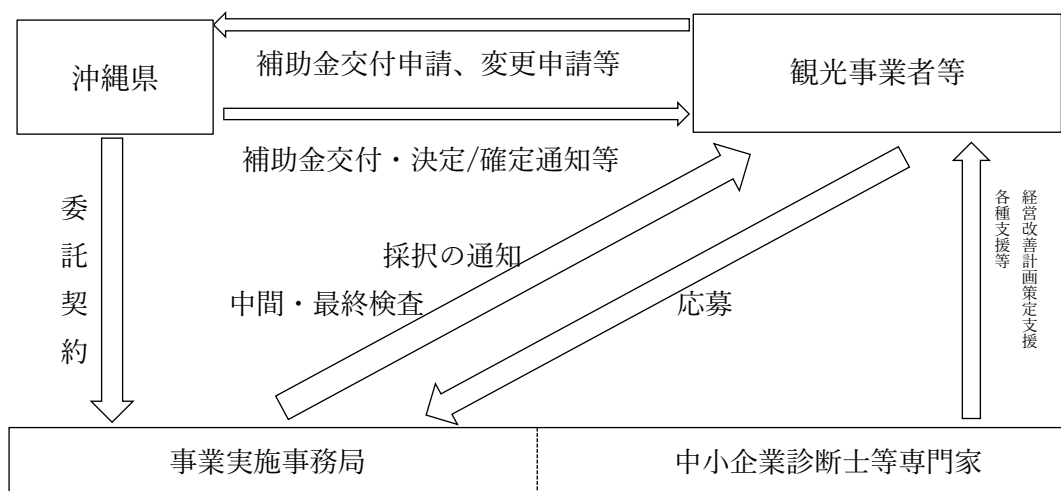 沖縄県
補助金交付申請、変更申請等
観光事業者等
補助金交付・決定/確定通知等
委託契約
採択の通知
中間・最終検査
応募
経営改善計画策定支援
各種支援等
事業実施事務局
中小企業診断士等専門家